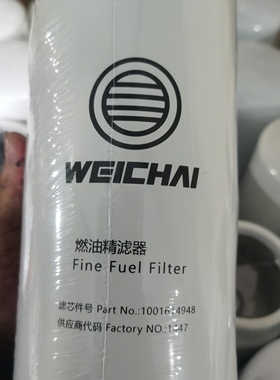 WEICHAI
燃油精滤器
Fine Fuel Filter
滤芯件号 Part No.:1001614948
供应商代码 Factory NO.:1447